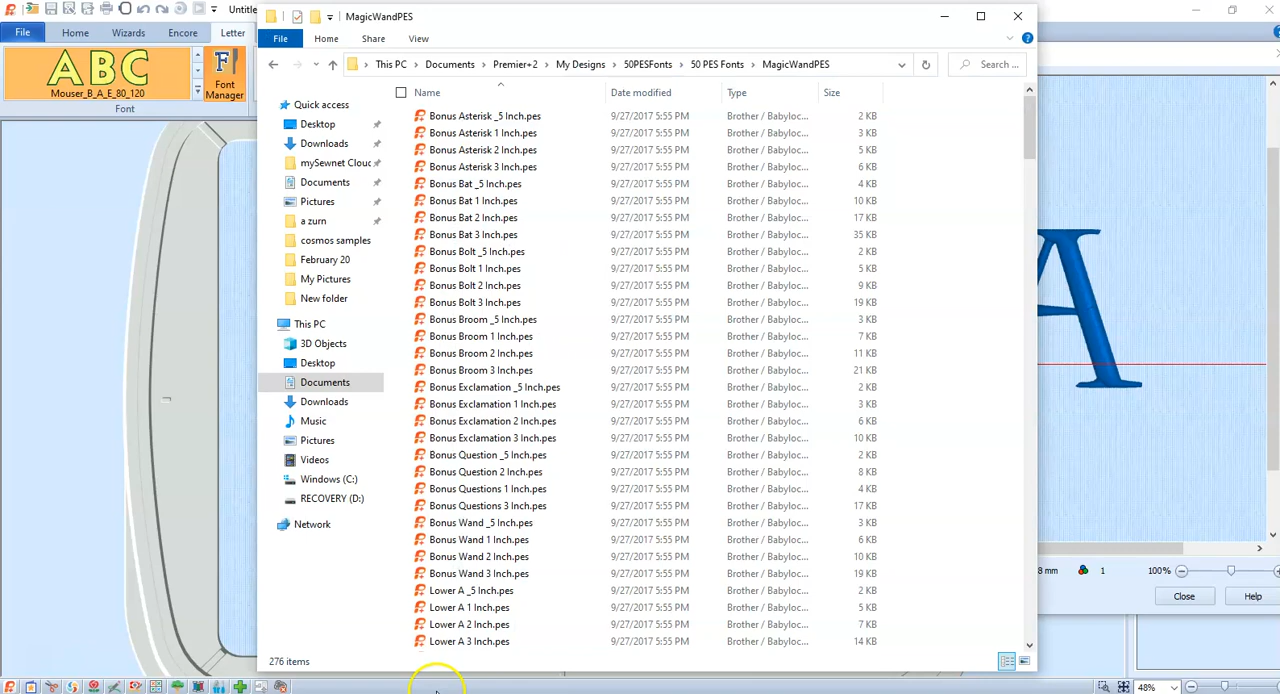 Untitle
MagicWandPES
File Home Wizards Encore Letter
File Home Share View
ABC
Mouser_B_A_E_80_120
Font
Manager
Font
This PC Documents Premier+2 My Designs 50PESFonts 50 PES Fonts MagicWandPES
Search ...
Name Date modified Type Size
Quick access
Desktop
Downloads
mySewnet Clou
Documents
Pictures
a zurn
cosmos samples
February 20
My Pictures
New folder
This PC
3D Objects
Desktop
Documents
Downloads
Music
Pictures
Videos
Windows (C:)
RECOVERY (D:)
Network
Bonus Asterisk _5 Inch.pes 9/27/2017 5:55 PM Brother / Babyloc... 2 KB
Bonus Asterisk 1 Inch.pes 9/27/2017 5:55 PM Brother / Babyloc... 3 KB
Bonus Asterisk 2 Inch.pes 9/27/2017 5:55 PM Brother / Babyloc... 5 KB
Bonus Asterisk 3 Inch.pes 9/27/2017 5:55 PM Brother / Babyloc... 6 KB
Bonus Bat _5 Inch.pes 9/27/2017 5:55 PM Brother / Babyloc... 4 KB
Bonus Bat 1 Inch.pes 9/27/2017 5:55 PM Brother / Babyloc... 10 KB
Bonus Bat 2 Inch.pes 9/27/2017 5:55 PM Brother / Babyloc... 17 KB
Bonus Bat 3 Inch.pes 9/27/2017 5:55 PM Brother / Babyloc... 35 KB
Bonus Bolt _5 Inch.pes 9/27/2017 5:55 PM Brother / Babyloc... 2 KB
Bonus Bolt 1 Inch.pes 9/27/2017 5:55 PM Brother / Babyloc... 5 KB
Bonus Bolt 2 Inch.pes 9/27/2017 5:55 PM Brother / Babyloc... 9 KB
Bonus Bolt 3 Inch.pes 9/27/2017 5:55 PM Brother / Babyloc... 19 KB
Bonus Broom _5 Inch.pes 9/27/2017 5:55 PM Brother / Babyloc... 3 KB
Bonus Broom 1 Inch.pes 9/27/2017 5:55 PM Brother / Babyloc... 7 KB
Bonus Broom 2 Inch.pes 9/27/2017 5:55 PM Brother / Babyloc... 11 KB
Bonus Broom 3 Inch.pes 9/27/2017 5:55 PM Brother / Babyloc... 21 KB
Bonus Exclamation _5 Inch.pes 9/27/2017 5:55 PM Brother / Babyloc... 2 KB
Bonus Exclamation 1 Inch.pes 9/27/2017 5:55 PM Brother / Babyloc... 3 KB
Bonus Exclamation 2 Inch.pes 9/27/2017 5:55 PM Brother / Babyloc... 6 KB
Bonus Exclamation 3 Inch.pes 9/27/2017 5:55 PM Brother / Babyloc... 10 KB
Bonus Question _5 Inch.pes 9/27/2017 5:55 PM Brother / Babyloc... 2 KB
Bonus Question 2 Inch.pes 9/27/2017 5:55 PM Brother / Babyloc... 8 KB
Bonus Questions 1 Inch.pes 9/27/2017 5:55 PM Brother / Babyloc... 4 KB
Bonus Questions 3 Inch.pes 9/27/2017 5:55 PM Brother / Babyloc... 17 KB
Bonus Wand _5 Inch.pes 9/27/2017 5:55 PM Brother / Babyloc... 3 KB
Bonus Wand 1 Inch.pes 9/27/2017 5:55 PM Brother / Babyloc... 6 KB
Bonus Wand 2 Inch.pes 9/27/2017 5:55 PM Brother / Babyloc... 10 KB
Bonus Wand 3 Inch.pes 9/27/2017 5:55 PM Brother / Babyloc... 19 KB
Lower A _5 Inch.pes 9/27/2017 5:55 PM Brother / Babyloc... 2 KB
Lower A 1 Inch.pes 9/27/2017 5:55 PM Brother / Babyloc... 5 KB
Lower A 2 Inch.pes 9/27/2017 5:55 PM Brother / Babyloc... 7 KB
Lower A 3 Inch.pes 9/27/2017 5:55 PM Brother / Babyloc... 14 KB
276 items
A
8 mm 1 100%
Close Help
48%